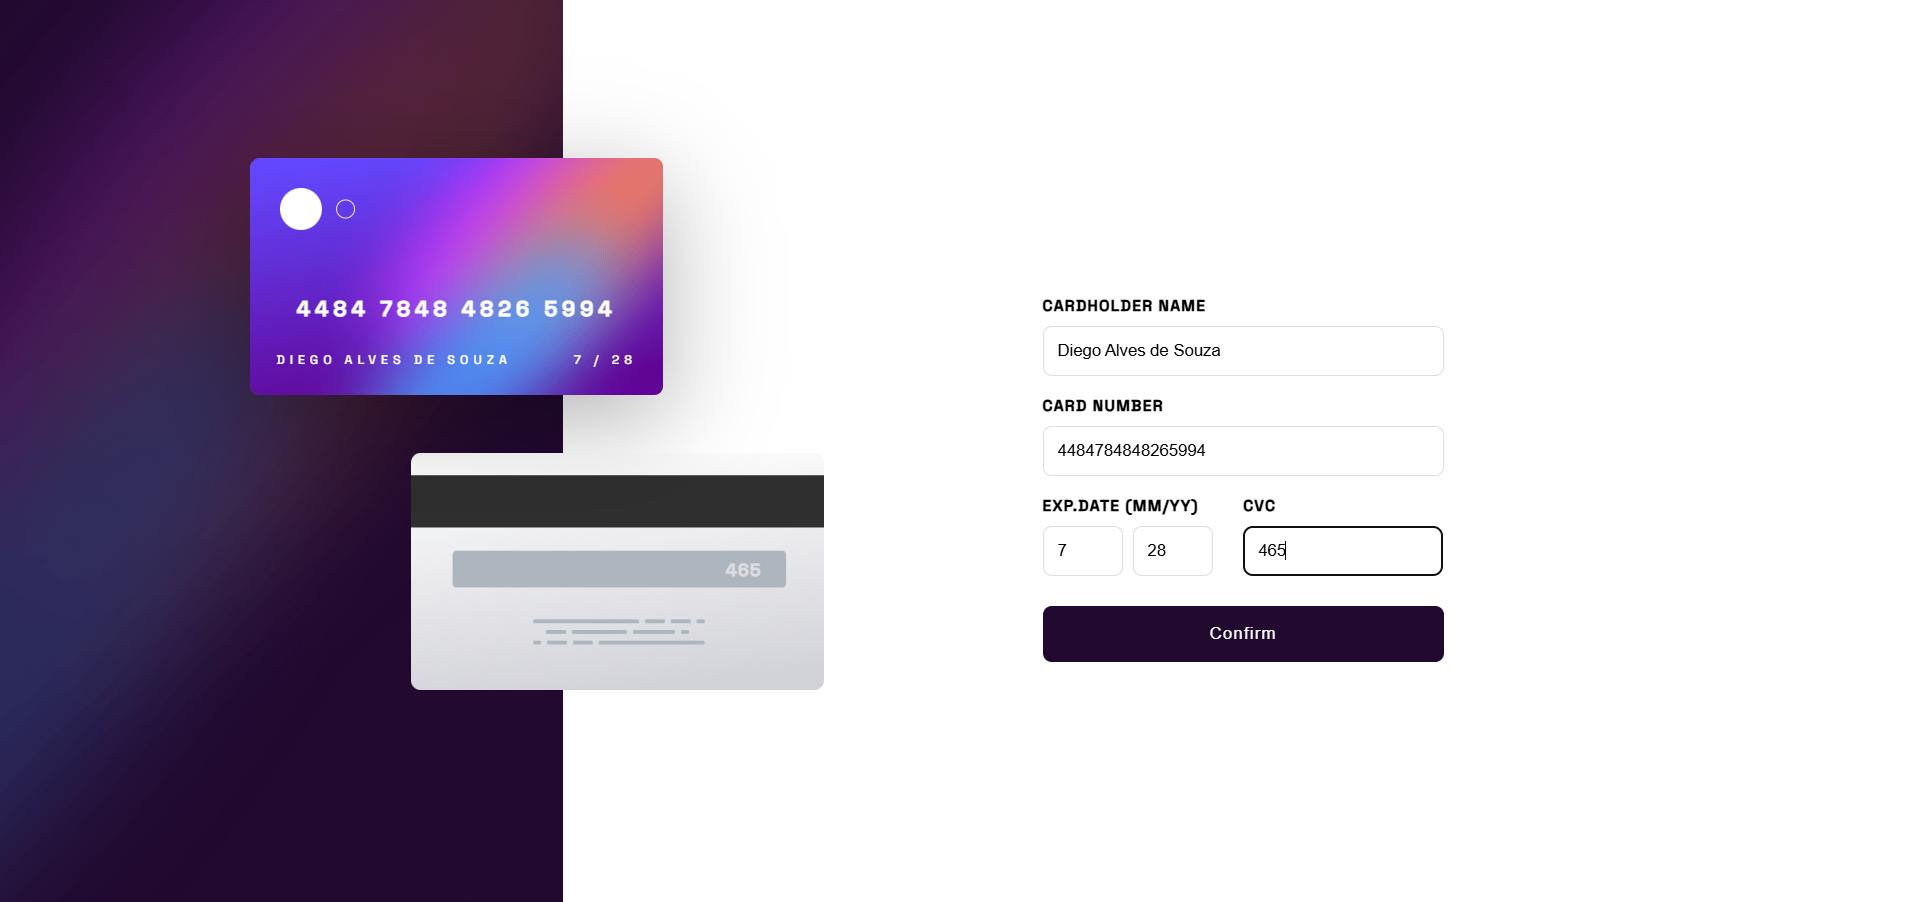 4484 7848 4826 5994
DIEGO ALVES DE SOUZA 7 / 28
465
CARDHOLDER NAME
Diego Alves de Souza
CARD NUMBER
4484784848265994
EXP.DATE (MM/YY) CVC
7 28 465
Confirm